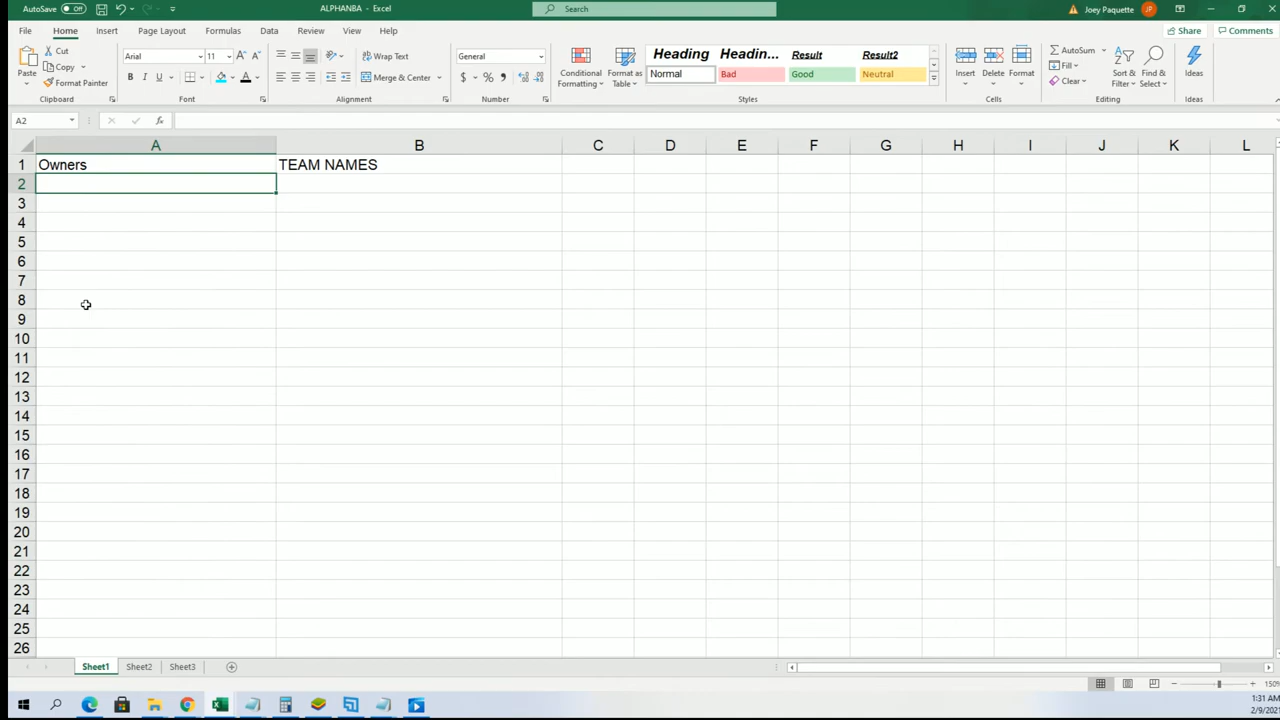 AutoSave Off ALPHANBA - Excel Search Joey Paquette JP
File Home Insert Page Layout Formulas Data Review View Help Share Comments
Paste Cut Copy Format Painter Clipboard
Arial 11 B I U A Font
Wrap Text Merge & Center Alignment
General $ % Number
Conditional Formatting Format as Table
Heading Headin... Result Result2
Normal Bad Good Neutral
Styles
Insert Delete Format Cells
AutoSum Fill Clear Sort & Filter Find & Select Editing
Ideas Ideas
A2 fx
A B C D E F G H I J K L
1 Owners TEAM NAMES
2
3
4
5
6
7
8
9
10
11
12
13
14
15
16
17
18
19
20
21
22
23
24
25
26
Sheet1 Sheet2 Sheet3
150%
1:31 AM